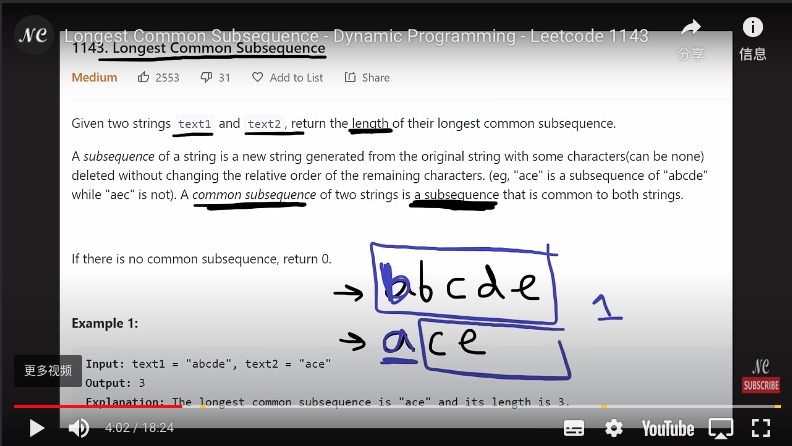 NC Longest Common Subsequence - Dynamic Programming - Leetcode 1143
分享
信息
1143. Longest Common Subsequence
Medium 2553 31 Add to List Share
Given two strings text1 and text2, return the length of their longest common subsequence.
A subsequence of a string is a new string generated from the original string with some characters(can be none)
deleted without changing the relative order of the remaining characters. (eg, "ace" is a subsequence of "abcde"
while "aec" is not). A common subsequence of two strings is a subsequence that is common to both strings.
If there is no common subsequence, return 0.
→ bbcde
1
→ ace
Example 1:
Input: text1 = "abcde", text2 = "ace"
更多视频
NC
Output: 3
SUBSCRIBE
Explanation: The longest common subsequence is "ace" and its length is 3.
4:02 / 18:24
YouTube